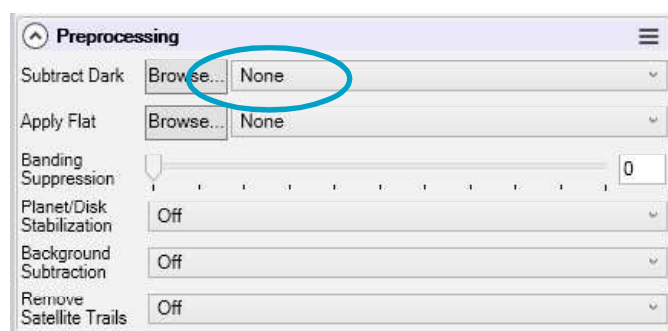 Preprocessing
Subtract Dark Browse... None
Apply Flat Browse... None
Banding
Suppression 0
Planet/Disk
Stabilization Off
Background
Subtraction Off
Remove
Satellite Trails Off